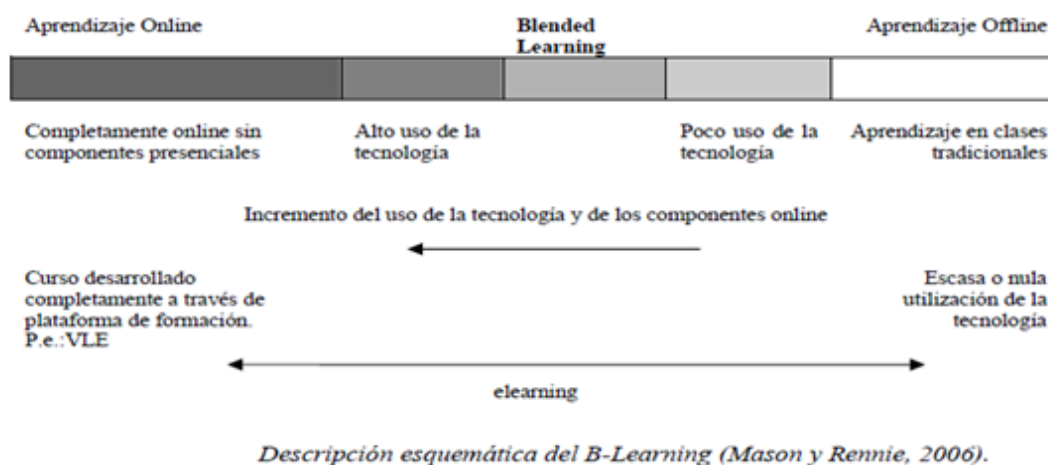 Aprendizaje Online
Blended
Learning
Aprendizaje Offline
Completamente online sin
componentes presenciales
Alto uso de la
tecnología
Poco uso de la
tecnología
Aprendizaje en clases
tradicionales
Incremento del uso de la tecnología y de los componentes online
Curso desarrollado
completamente a través de
plataforma de formación.
P.e.:VLE
Escasa o nula
utilización de la
tecnología
elearning
Descripción esquemática del B-Learning (Mason y Rennie, 2006).